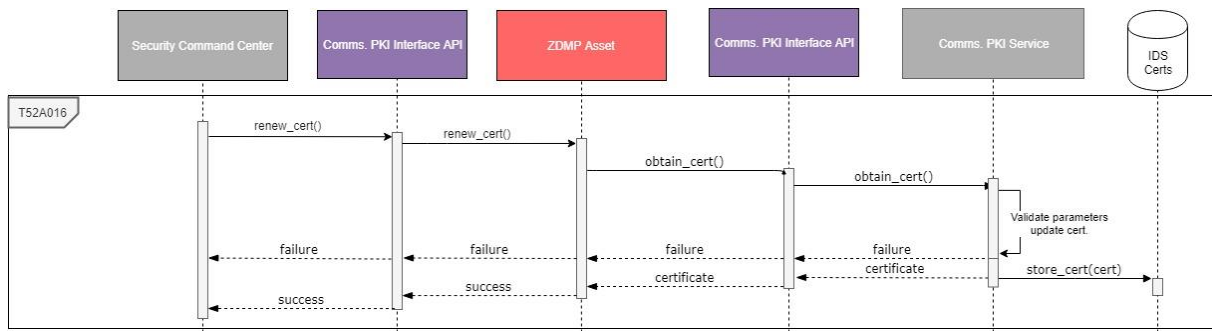 Security Command Center
Comms. PKI Interface API
ZDMP Asset
Comms. PKI Interface API
Comms. PKI Service
IDS
Certs
T52A016
renew_cert()
renew_cert()
obtain_cert()
obtain_cert()
Validate parameters
update cert.
failure
failure
failure
failure
certificate
certificate
store_cert(cert)
success
success